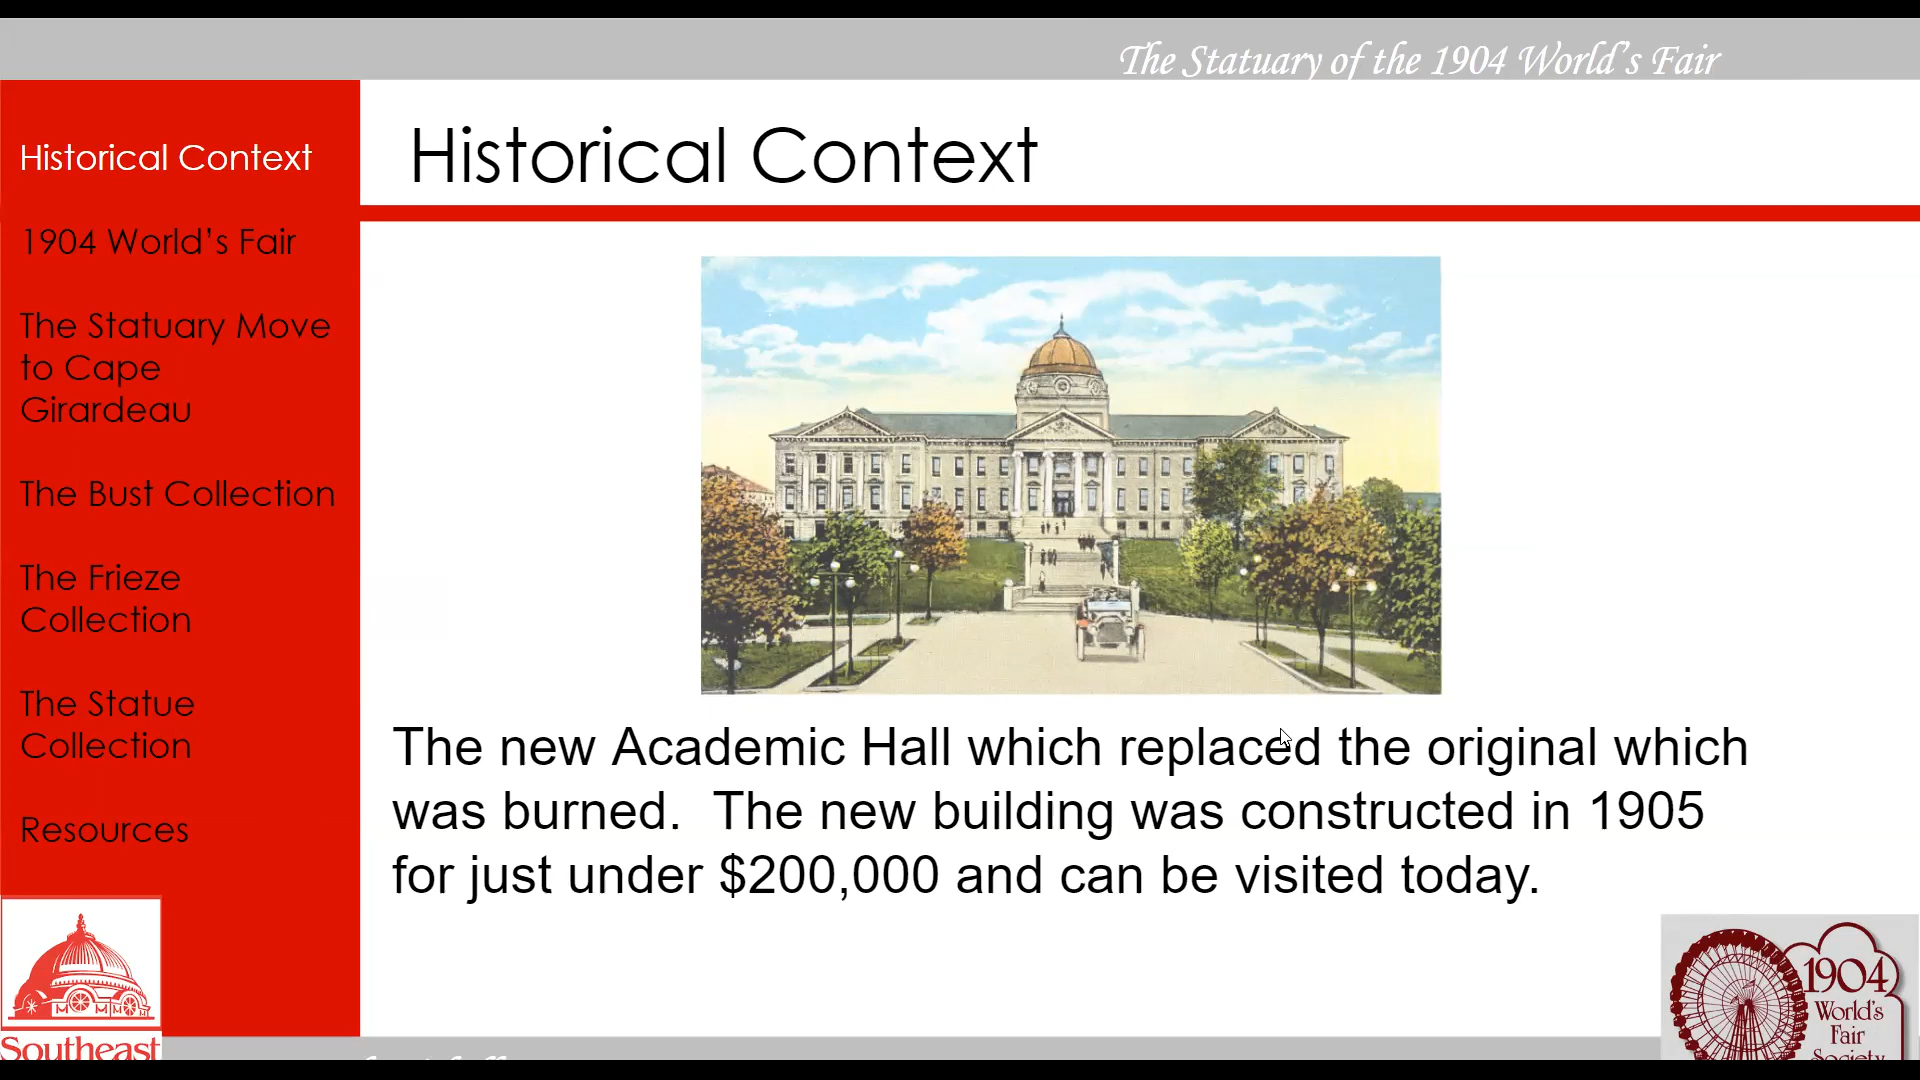 The Statuary of the 1904 World's Fair
Historical Context
1904 World's Fair
The Statuary Move
to Cape
Girardeau
The Bust Collection
The Frieze
Collection
The Statue
Collection
Resources
Historical Context
The new Academic Hall which replaced the original which
was burned.  The new building was constructed in 1905
for just under $200,000 and can be visited today.
Southeast
1904
World's
Fair
Society